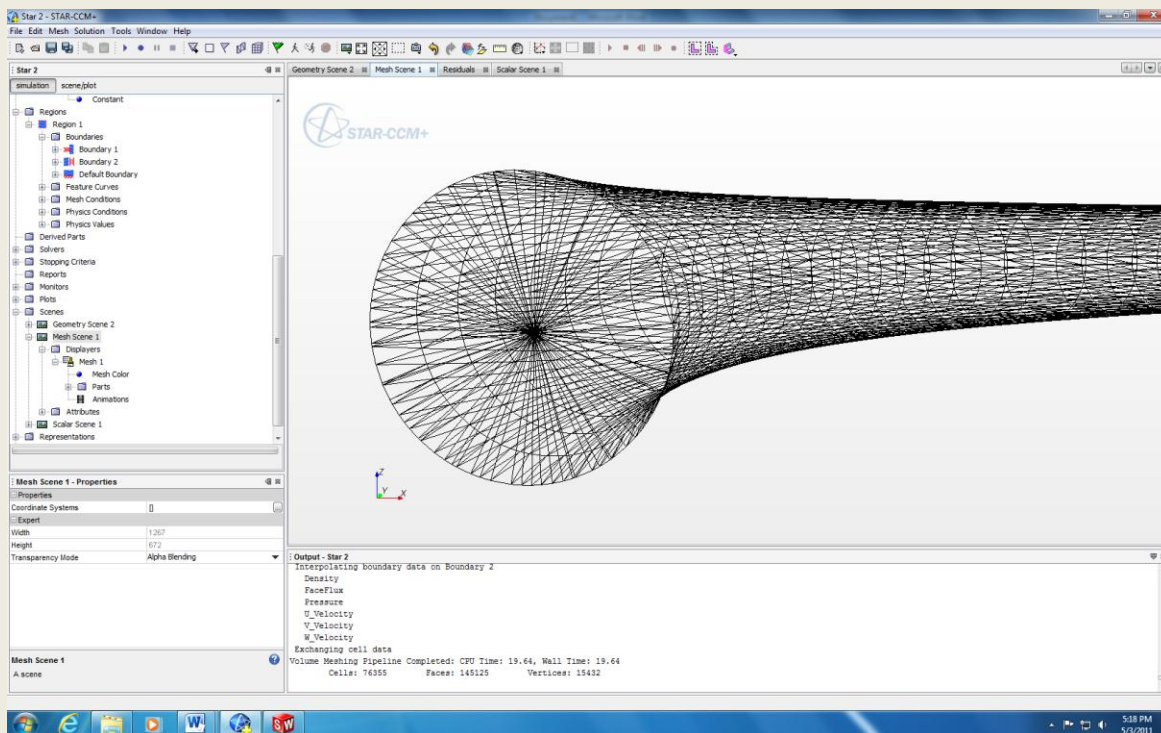 Star 2 - STAR-CCM+
File Edit Mesh Solution Tools Window Help
Star 2
simulation scene/plot
Constant
Regions
Region 1
Boundaries
Boundary 1
Boundary 2
Default Boundary
Feature Curves
Mesh Conditions
Physics Conditions
Physics Values
Derived Parts
Solvers
Stopping Criteria
Reports
Monitors
Plots
Scenes
Geometry Scene 2
Mesh Scene 1
Displayers
Mesh 1
Mesh Color
Parts
Animations
Attributes
Scalar Scene 1
Representations
Mesh Scene 1 - Properties
Properties
Coordinate Systems []
Expert
Width 1267
Height 672
Transparency Mode Alpha Blending
Mesh Scene 1
A scene
Geometry Scene 2 Mesh Scene 1 Residuals Scalar Scene 1
STAR-CCM+
Z
Y X
Output - Star 2
Interpolating boundary data on Boundary 2
Density
FaceFlux
Pressure
U_Velocity
V_Velocity
W_Velocity
Exchanging cell data
Volume Meshing Pipeline Completed: CPU Time: 19.64, Wall Time: 19.64
Cells: 76355 Faces: 145125 Vertices: 15432
W SW
5:18 PM
5/3/2011